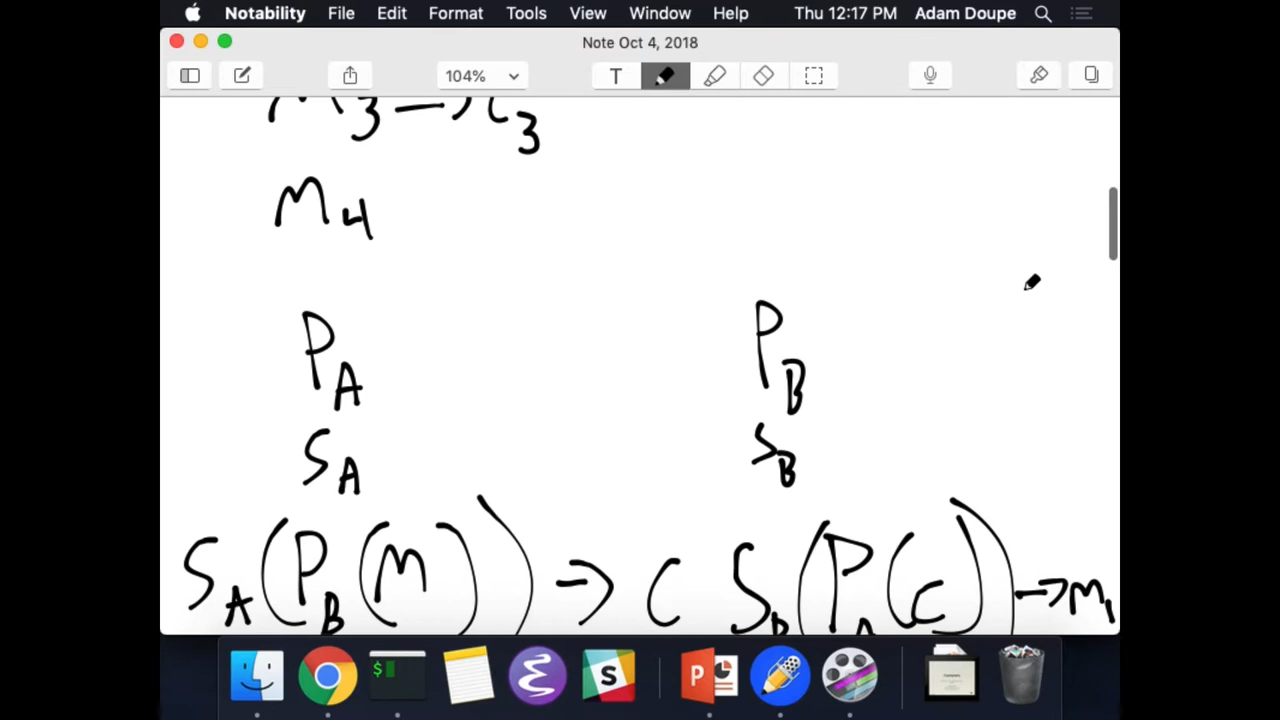 Notability File Edit Format Tools View Window Help Thu 12:17 PM Adam Doupe
Note Oct 4, 2018
104% T
M3 → C3
M4
PA PB
SA SB
SA(PB(M)) → C SB(PA(C)) → M1
$
S
P